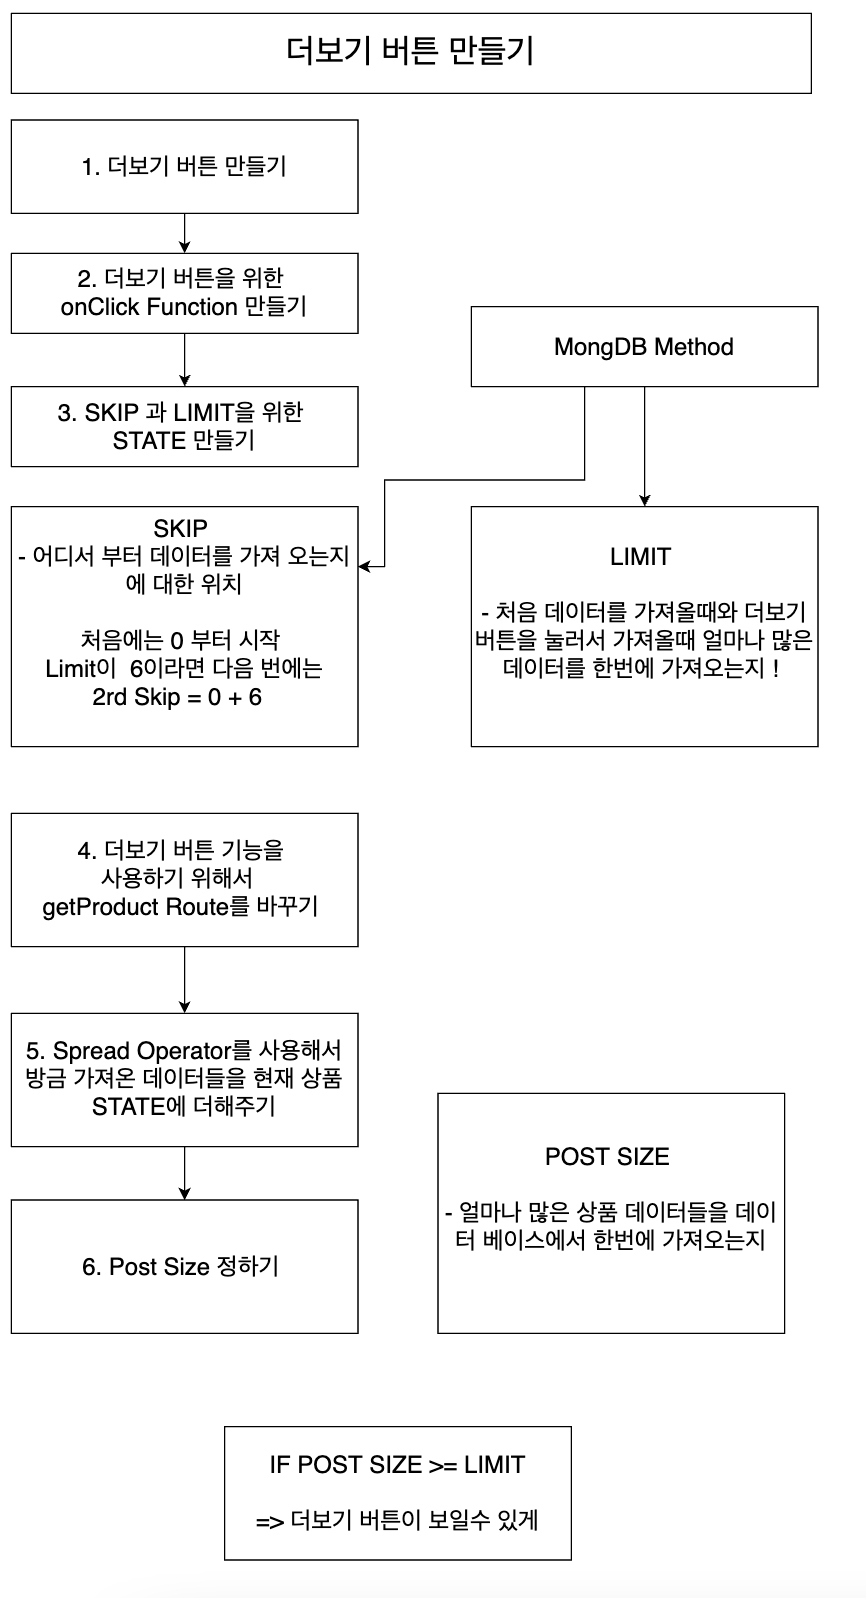 더보기 버튼 만들기
1. 더보기 버튼 만들기
2. 더보기 버튼을 위한
onClick Function 만들기
3. SKIP 과 LIMIT을 위한
STATE 만들기
MongDB Method
SKIP
- 어디서 부터 데이터를 가져 오는지
에 대한 위치
처음에는 0 부터 시작
Limit이  6이라면 다음 번에는
2rd Skip = 0 + 6
LIMIT
- 처음 데이터를 가져올때와 더보기
버튼을 눌러서 가져올때 얼마나 많은
데이터를 한번에 가져오는지 !
4. 더보기 버튼 기능을
사용하기 위해서
getProduct Route를 바꾸기
5. Spread Operator를 사용해서
방금 가져온 데이터들을 현재 상품
STATE에 더해주기
6. Post Size 정하기
POST SIZE
- 얼마나 많은 상품 데이터들을 데이
터 베이스에서 한번에 가져오는지
IF POST SIZE >= LIMIT
=> 더보기 버튼이 보일수 있게